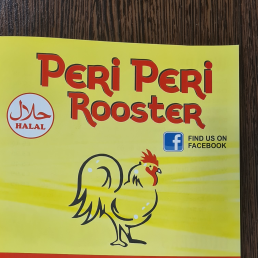 PERI PERI
ROOSTER
حلال
HALAL
f
FIND US ON
FACEBOOK